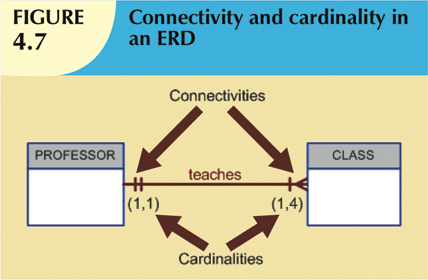 FIGURE
4.7
Connectivity and cardinality in
an ERD
Connectivities
PROFESSOR
teaches
CLASS
(1,1)
(1,4)
Cardinalities